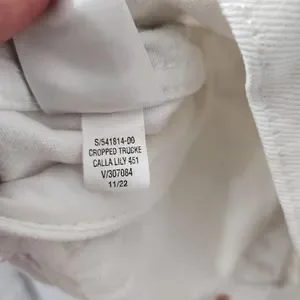 S/541814-00
CROPPED TRUCKE
CALLA LILY 451
V/307084
11/22